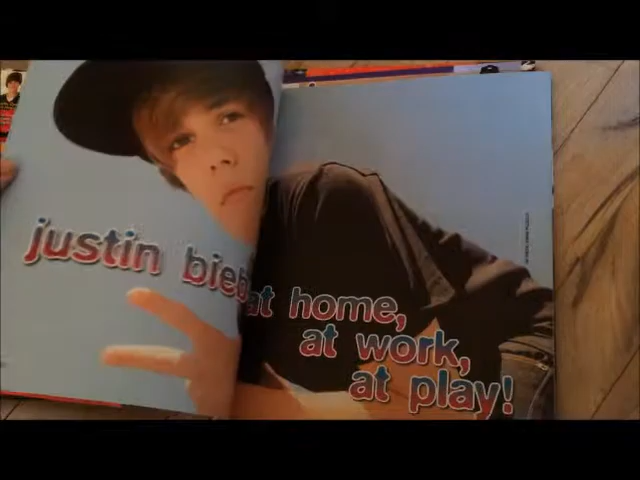 justin bieb
at home,
at work,
at play!